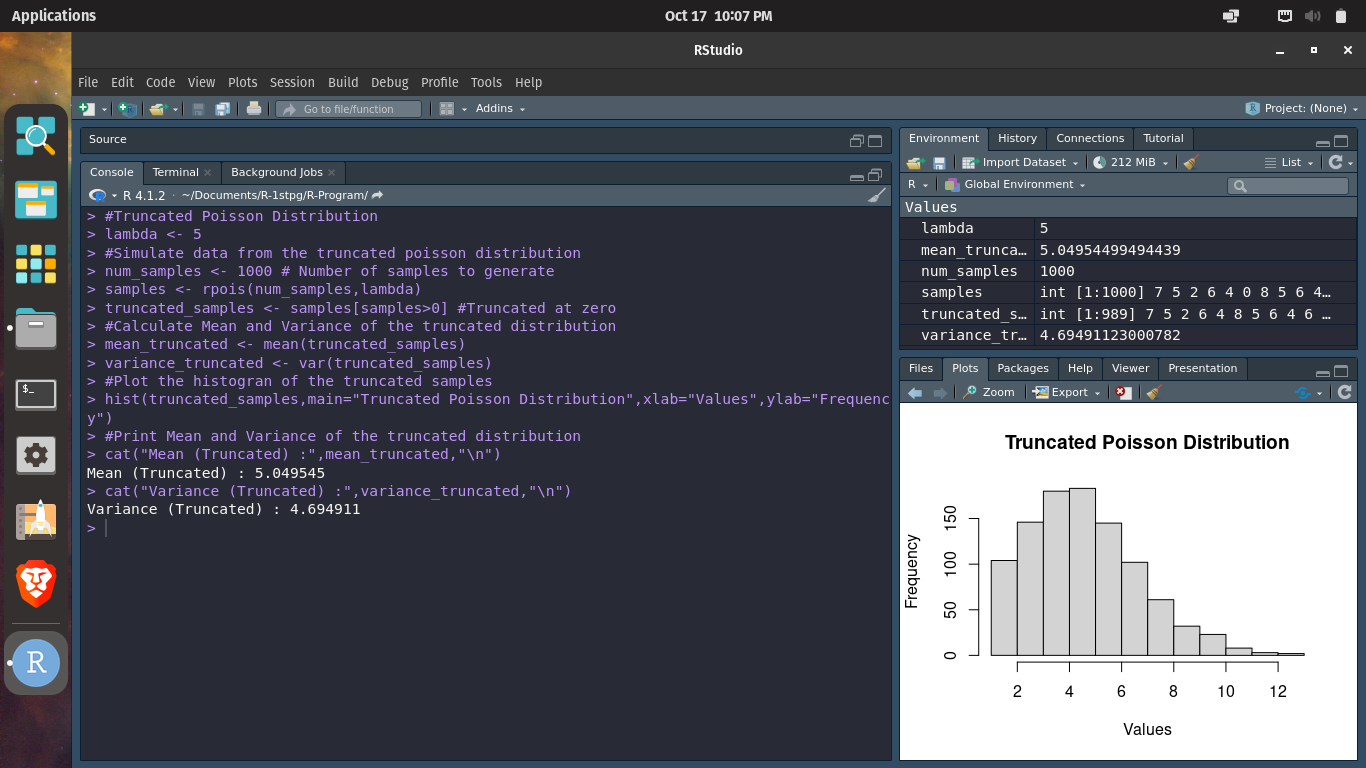 Applications
Oct 17 10:07 PM
RStudio
File Edit Code View Plots Session Build Debug Profile Tools Help
Go to file/function
Addins
Project: (None)
Source
Console Terminal Background Jobs
R 4.1.2 · ~/Documents/R-1stpg/R-Program/
> #Truncated Poisson Distribution
> lambda <- 5
> #Simulate data from the truncated poisson distribution
> num_samples <- 1000 # Number of samples to generate
> samples <- rpois(num_samples,lambda)
> truncated_samples <- samples[samples>0] #Truncated at zero
> #Calculate Mean and Variance of the truncated distribution
> mean_truncated <- mean(truncated_samples)
> variance_truncated <- var(truncated_samples)
> #Plot the histogran of the truncated samples
> hist(truncated_samples,main="Truncated Poisson Distribution",xlab="Values",ylab="Frequenc
y")
> #Print Mean and Variance of the truncated distribution
> cat("Mean (Truncated) :",mean_truncated,"\n")
Mean (Truncated) : 5.049545
> cat("Variance (Truncated) :",variance_truncated,"\n")
Variance (Truncated) : 4.694911
>
Environment History Connections Tutorial
Import Dataset 212 MiB List
R Global Environment
Values
lambda 5
mean_trunca… 5.04954499494439
num_samples 1000
samples int [1:1000] 7 5 2 6 4 0 8 5 6 4…
truncated_s… int [1:989] 7 5 2 6 4 8 5 6 4 6 …
variance_tr… 4.69491123000782
Files Plots Packages Help Viewer Presentation
Zoom Export
Truncated Poisson Distribution
Frequency
150
100
50
0
2 4 6 8 10 12
Values
$_
R